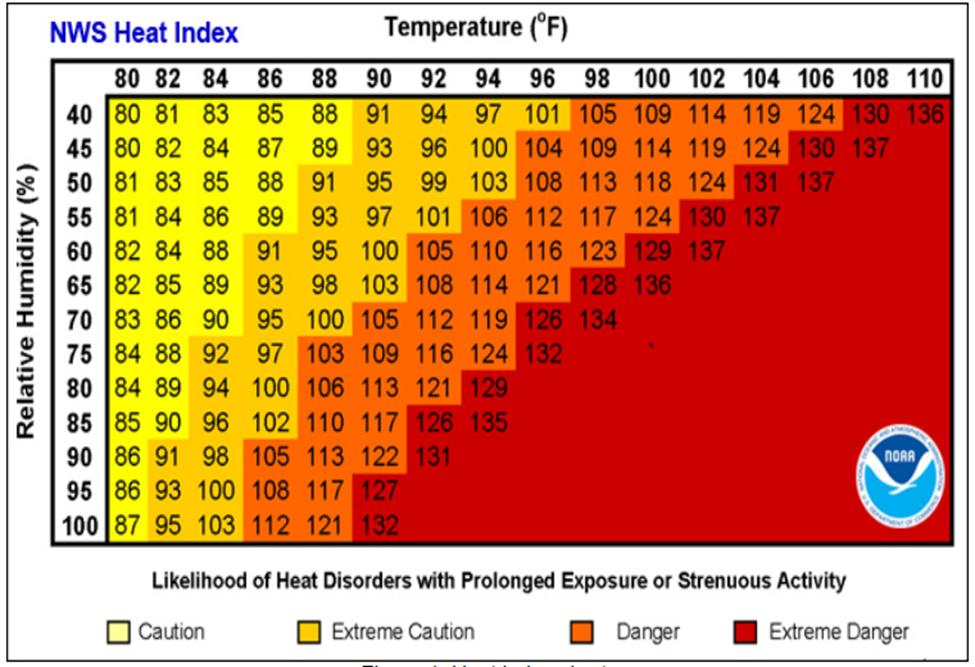 NWS Heat Index
Temperature (°F)
80 82 84 86 88 90 92 94 96 98 100 102 104 106 108 110
Relative Humidity (%)
40 80 81 83 85 88 91 94 97 101 105 109 114 119 124 130 136
45 80 82 84 87 89 93 96 100 104 109 114 119 124 130 137
50 81 83 85 88 91 95 99 103 108 113 118 124 131 137
55 81 84 86 89 93 97 101 106 112 117 124 130 137
60 82 84 88 91 95 100 105 110 116 123 129 137
65 82 85 89 93 98 103 108 114 121 128 136
70 83 86 90 95 100 105 112 119 126 134
75 84 88 92 97 103 109 116 124 132
80 84 89 94 100 106 113 121 129
85 85 90 96 102 110 117 126 135
90 86 91 98 105 113 122 131
95 86 93 100 108 117 127
100 87 95 103 112 121 132
NOAA
Likelihood of Heat Disorders with Prolonged Exposure or Strenuous Activity
Caution Extreme Caution Danger Extreme Danger